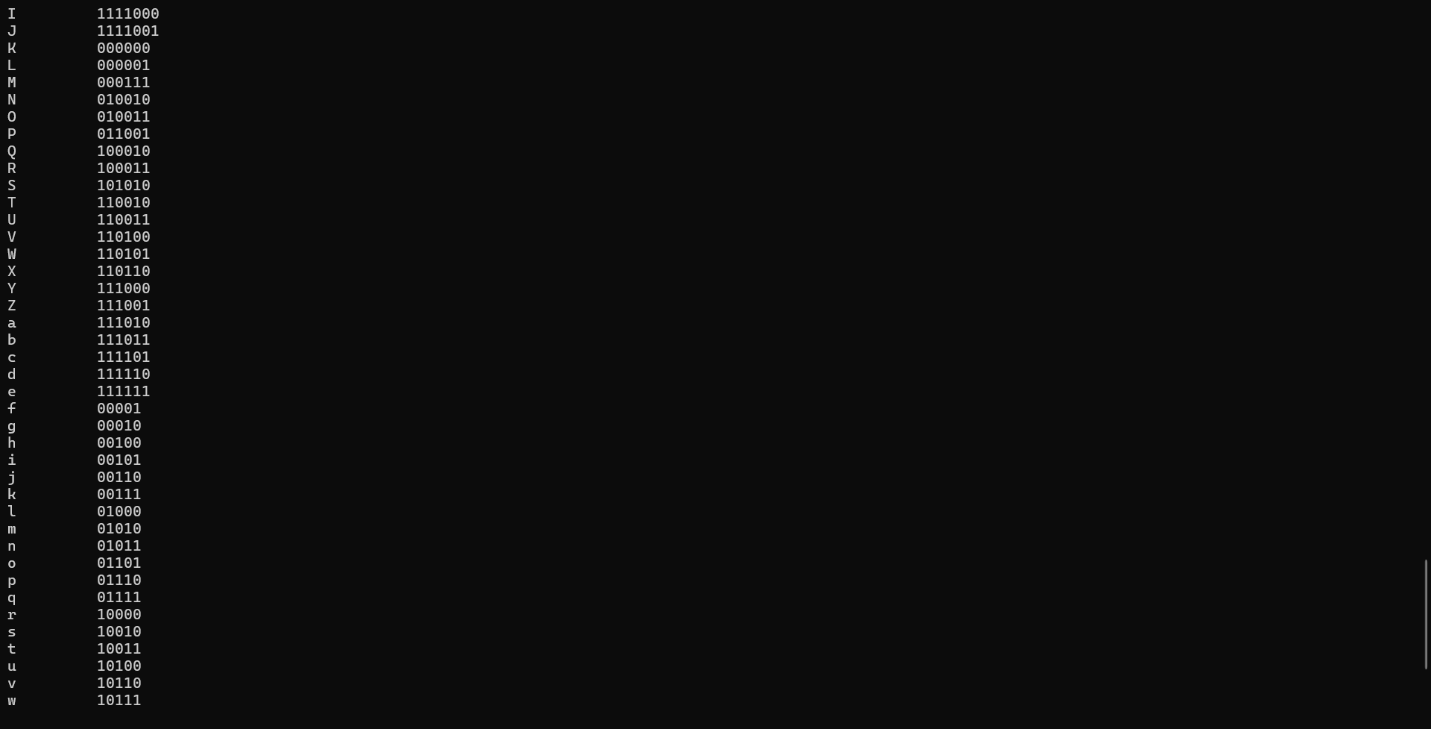 I 1111000
J 1111001
K 000000
L 000001
M 000111
N 010010
O 010011
P 011001
Q 100010
R 100011
S 101010
T 110010
U 110011
V 110100
W 110101
X 110110
Y 111000
Z 111001
a 111010
b 111011
c 111101
d 111110
e 111111
f 00001
g 00010
h 00100
i 00101
j 00110
k 00111
l 01000
m 01010
n 01011
o 01101
p 01110
q 01111
r 10000
s 10010
t 10011
u 10100
v 10110
w 10111